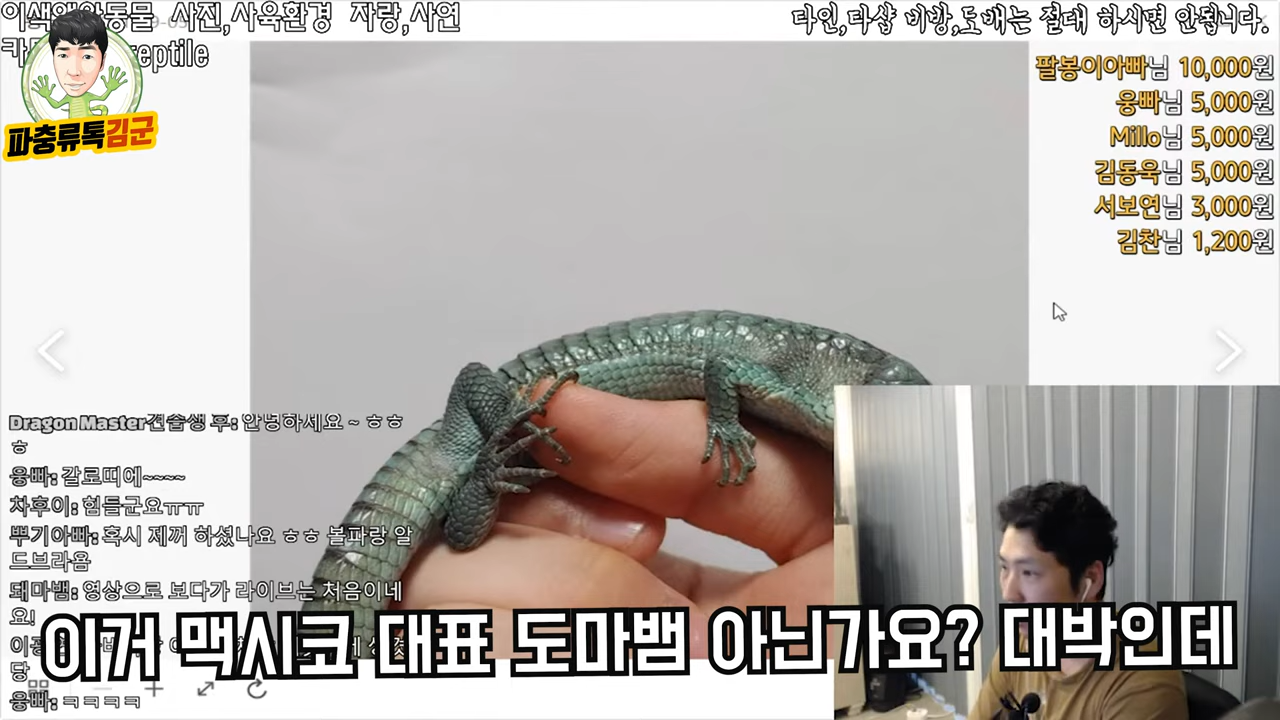 이색애완동물 사진, 사육환경 자랑,사연
타인,타샵 비방,도배는 절대 하시면 안됩니다.
reptile
파충류톡김군
팔봉이아빠님 10,000원
웅빠님 5,000원
Millo님 5,000원
김동욱님 5,000원
서보연님 3,000원
김찬님 1,200원
Dragon Master견술생 후: 안녕하세요 ~ ㅎㅎ
ㅎ
웅빠: 갈로띠에~~~~
차후이: 힘들군요ㅠㅠ
뿌기아빠: 혹시 제꺼 하셨나요 ㅎㅎ 볼파랑 알
드브라욤
돼마뱀: 영상으로 보다가 라이브는 처음이네
요!
당
웅빠: ㅋㅋㅋㅋ
이거 맥시코 대표 도마뱀 아닌가요? 대박인데